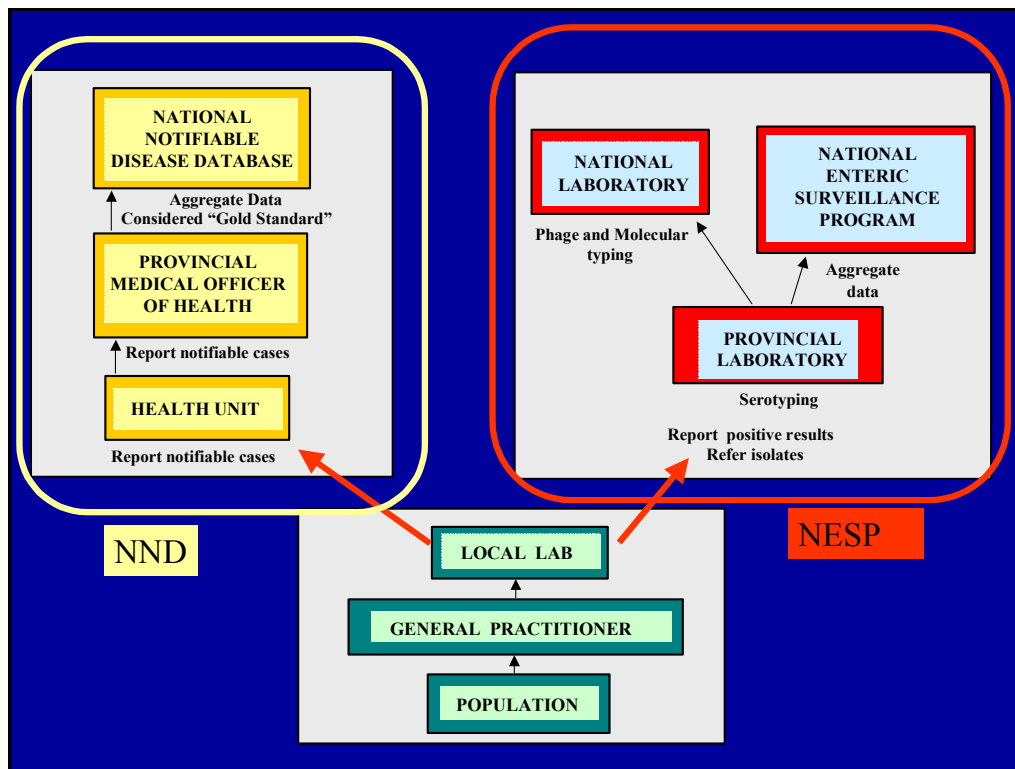 NATIONAL
NOTIFIABLE
DISEASE DATABASE
Aggregate Data
Considered “Gold Standard”
PROVINCIAL
MEDICAL OFFICER
OF HEALTH
Report notifiable cases
HEALTH UNIT
Report notifiable cases
NND
NATIONAL
LABORATORY
Phage and Molecular
typing
NATIONAL
ENTERIC
SURVEILLANCE
PROGRAM
Aggregate
data
PROVINCIAL
LABORATORY
Serotyping
Report positive results
Refer isolates
NESP
LOCAL LAB
GENERAL PRACTITIONER
POPULATION